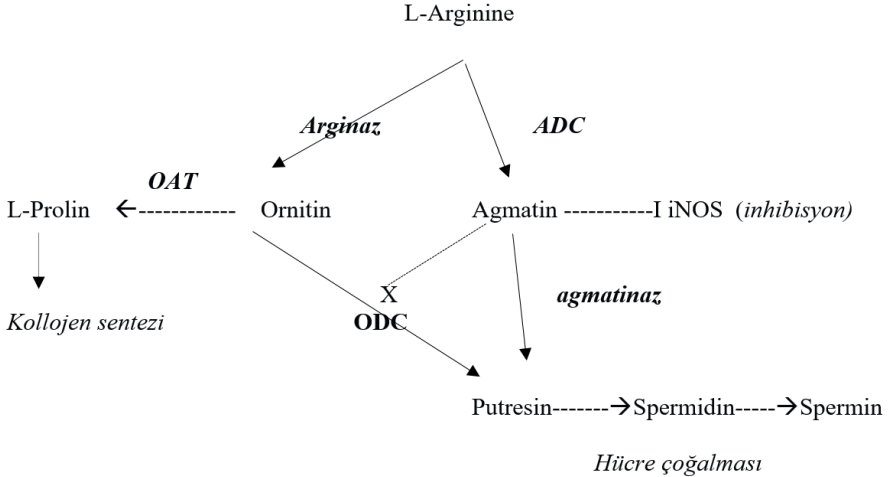 L-Arginine
Arginaz ADC
OAT
L-Prolin ←------------ Ornitin Agmatin -----------I iNOS (inhibisyon)
X agmatinaz
Kollojen sentezi ODC
Putresin-------→Spermidin-----→Spermin
Hücre çoğalması